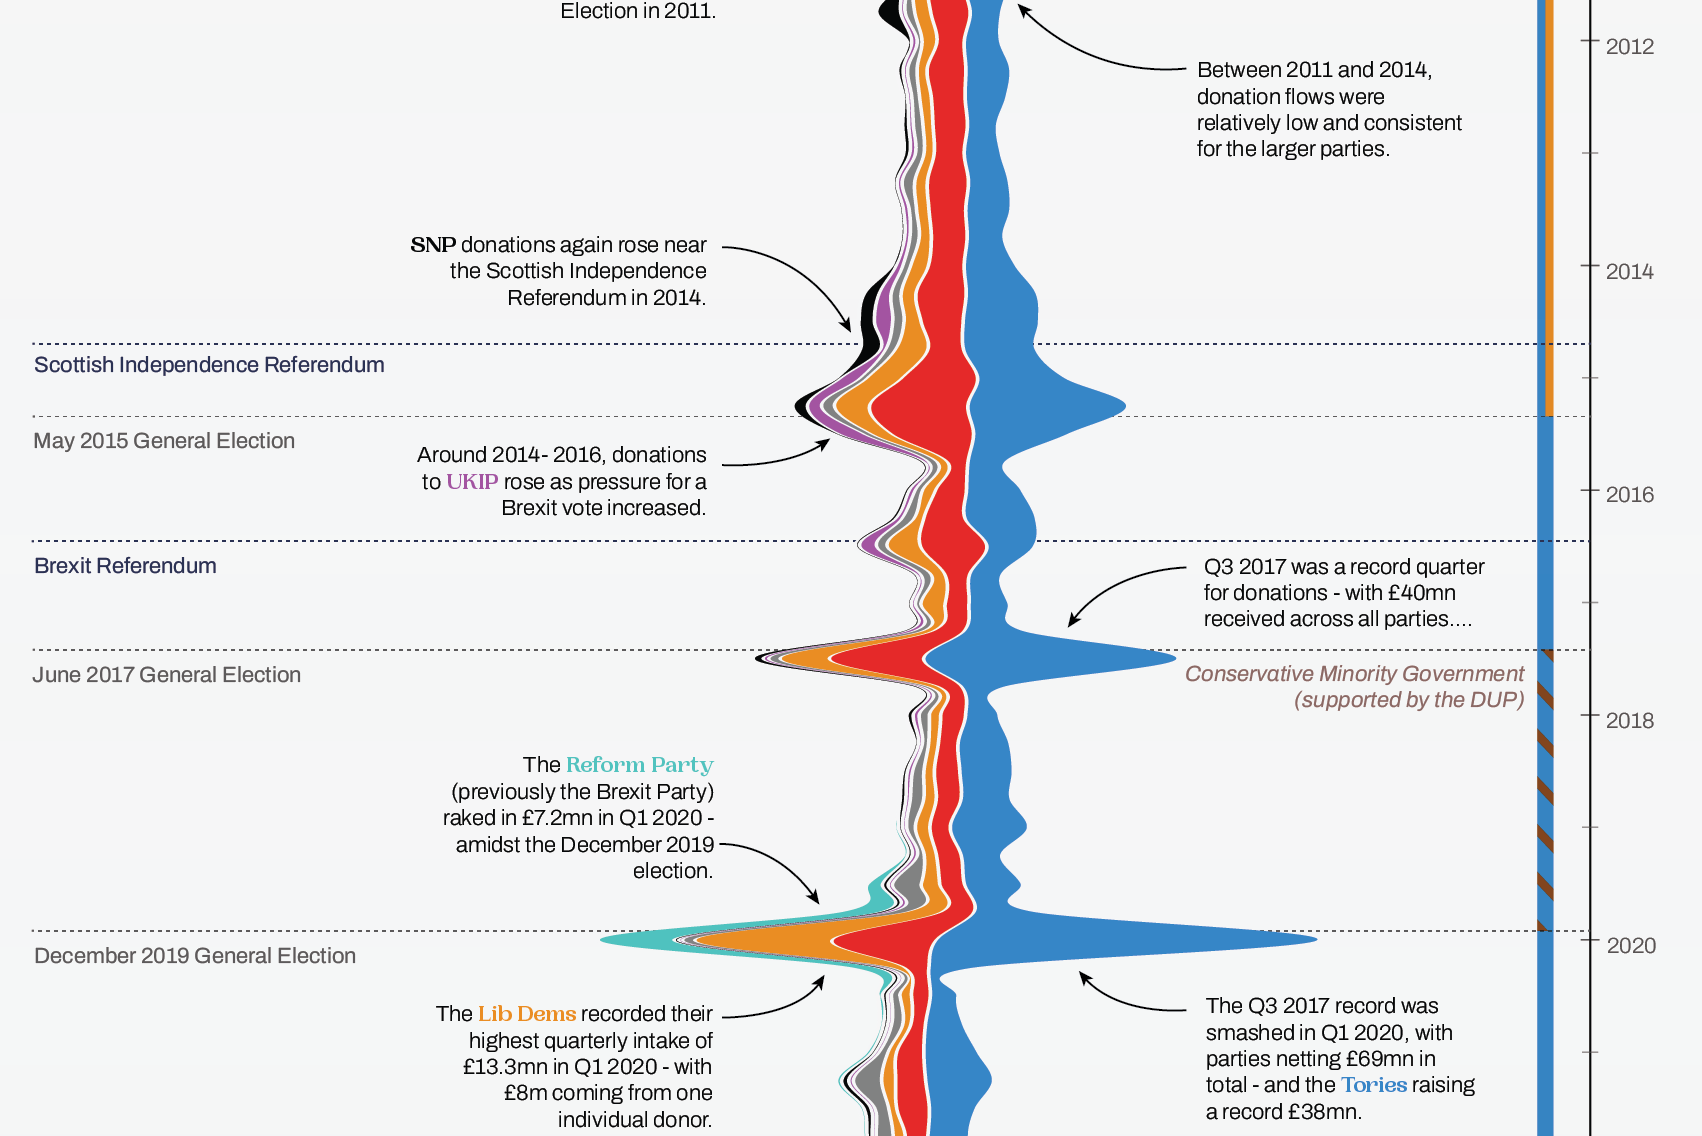 Election in 2011.
2012
Between 2011 and 2014,
donation flows were
relatively low and consistent
for the larger parties.
SNP donations again rose near
the Scottish Independence
Referendum in 2014.
2014
Scottish Independence Referendum
May 2015 General Election
Around 2014- 2016, donations
to UKIP rose as pressure for a
Brexit vote increased.
2016
Brexit Referendum
Q3 2017 was a record quarter
for donations - with £40mn
received across all parties....
June 2017 General Election
Conservative Minority Government
(supported by the DUP)
2018
The Reform Party
(previously the Brexit Party)
raked in £7.2mn in Q1 2020 -
amidst the December 2019
election.
December 2019 General Election
2020
The Lib Dems recorded their
highest quarterly intake of
£13.3mn in Q1 2020 - with
£8m coming from one
individual donor.
The Q3 2017 record was
smashed in Q1 2020, with
parties netting £69mn in
total - and the Tories raising
a record £38mn.